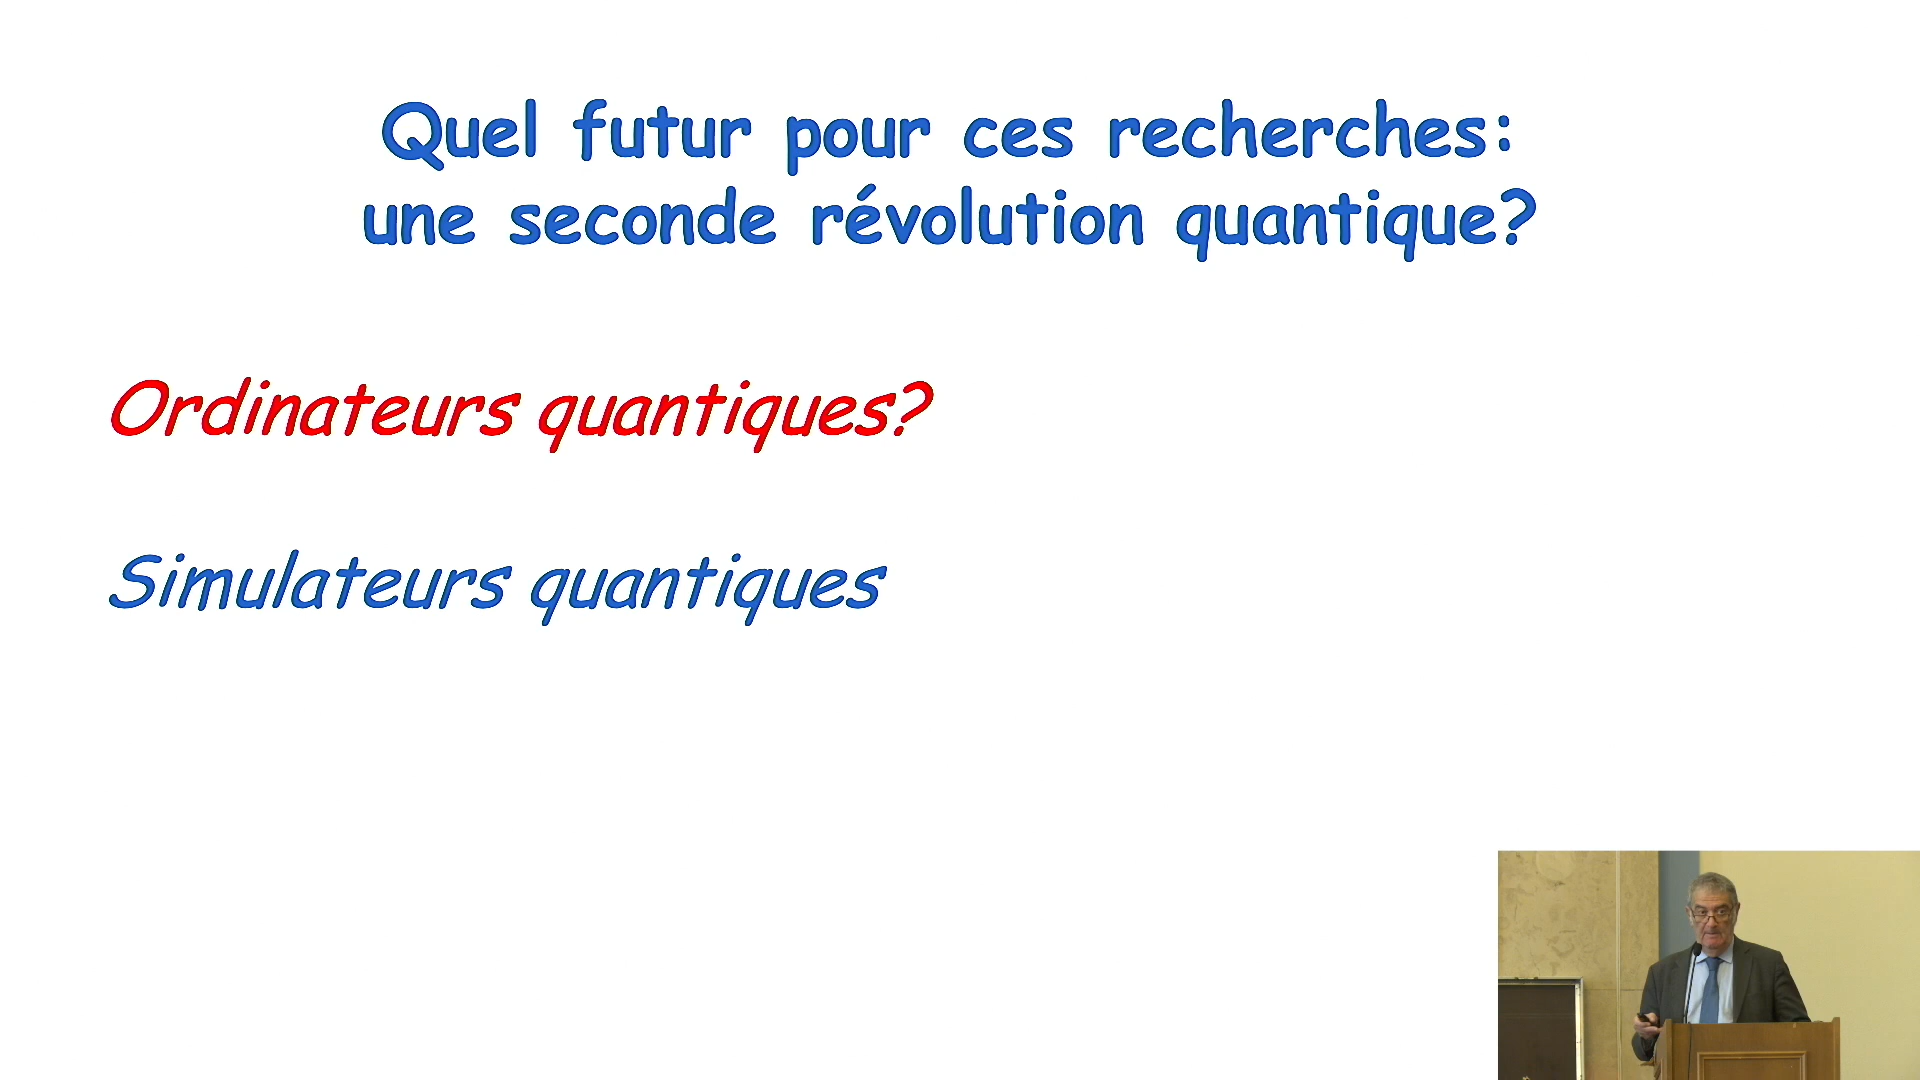 Quel futur pour ces recherches:
une seconde révolution quantique?
Ordinateurs quantiques?
Simulateurs quantiques